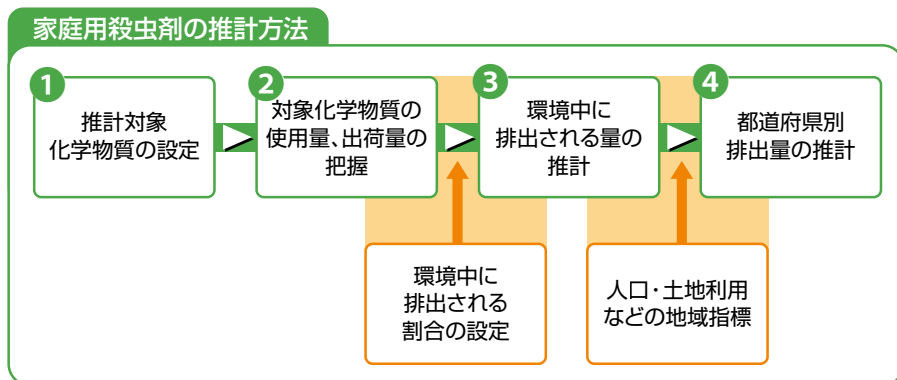 家庭用殺虫剤の推計方法
1
推計対象
化学物質の設定
2
対象化学物質の
使用量、出荷量の
把握
3
環境中に
排出される量の
推計
4
都道府県別
排出量の推計
環境中に
排出される
割合の設定
人口・土地利用
などの地域指標